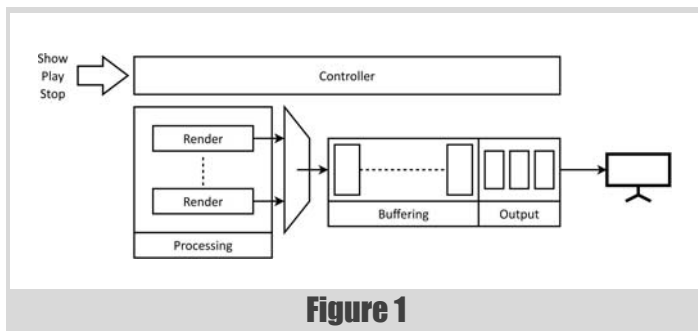 Show
Play
Stop
Controller
Render
Render
Processing
Buffering
Output
Figure 1